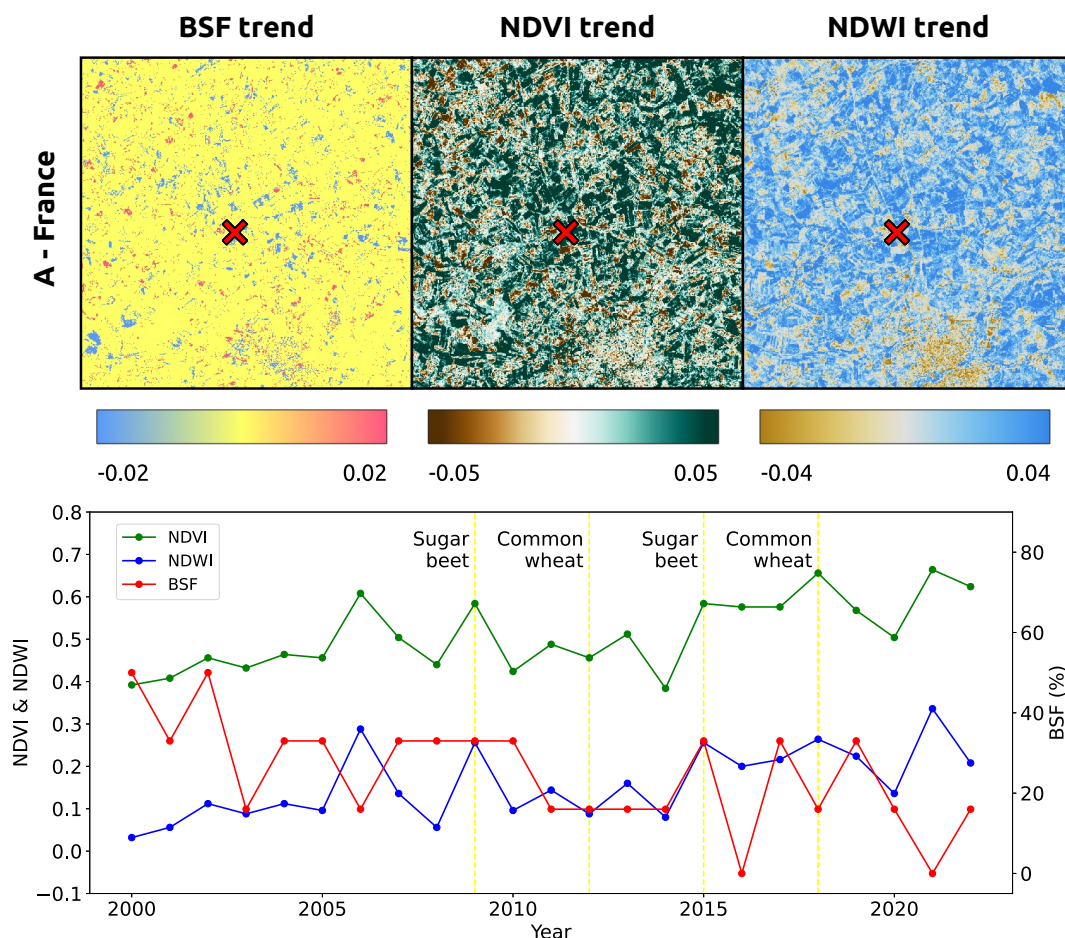 BSF trend NDVI trend NDWI trend
A - France
-0.02 0.02 -0.05 0.05 -0.04 0.04
0.8
0.7
0.6
0.5
0.4
0.3
0.2
0.1
0.0
−0.1
NDVI & NDWI
NDVI
NDWI
BSF
Sugar
beet
Common
wheat
Sugar
beet
Common
wheat
80
60
40
20
0
BSF (%)
2000 2005 2010 2015 2020
Year